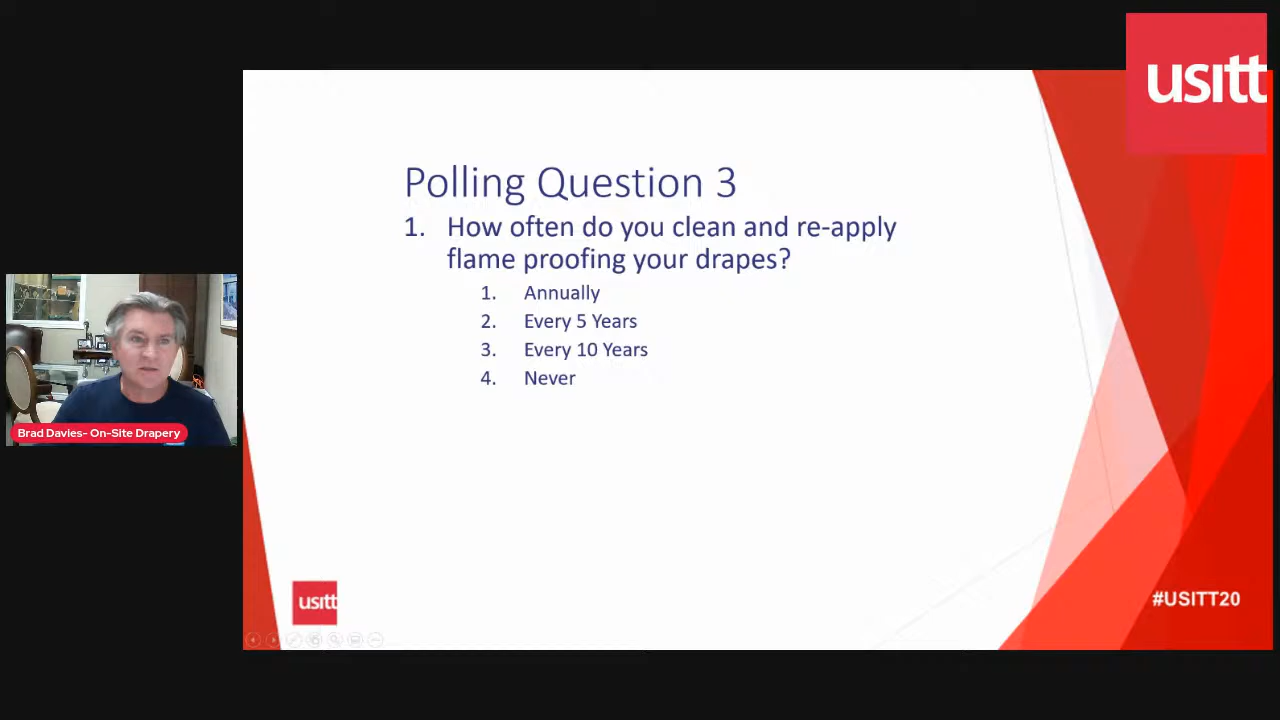 usitt
Polling Question 3
1. How often do you clean and re-apply
flame proofing your drapes?
1. Annually
2. Every 5 Years
3. Every 10 Years
4. Never
Brad Davies- On-Site Drapery
usitt
#USITT20